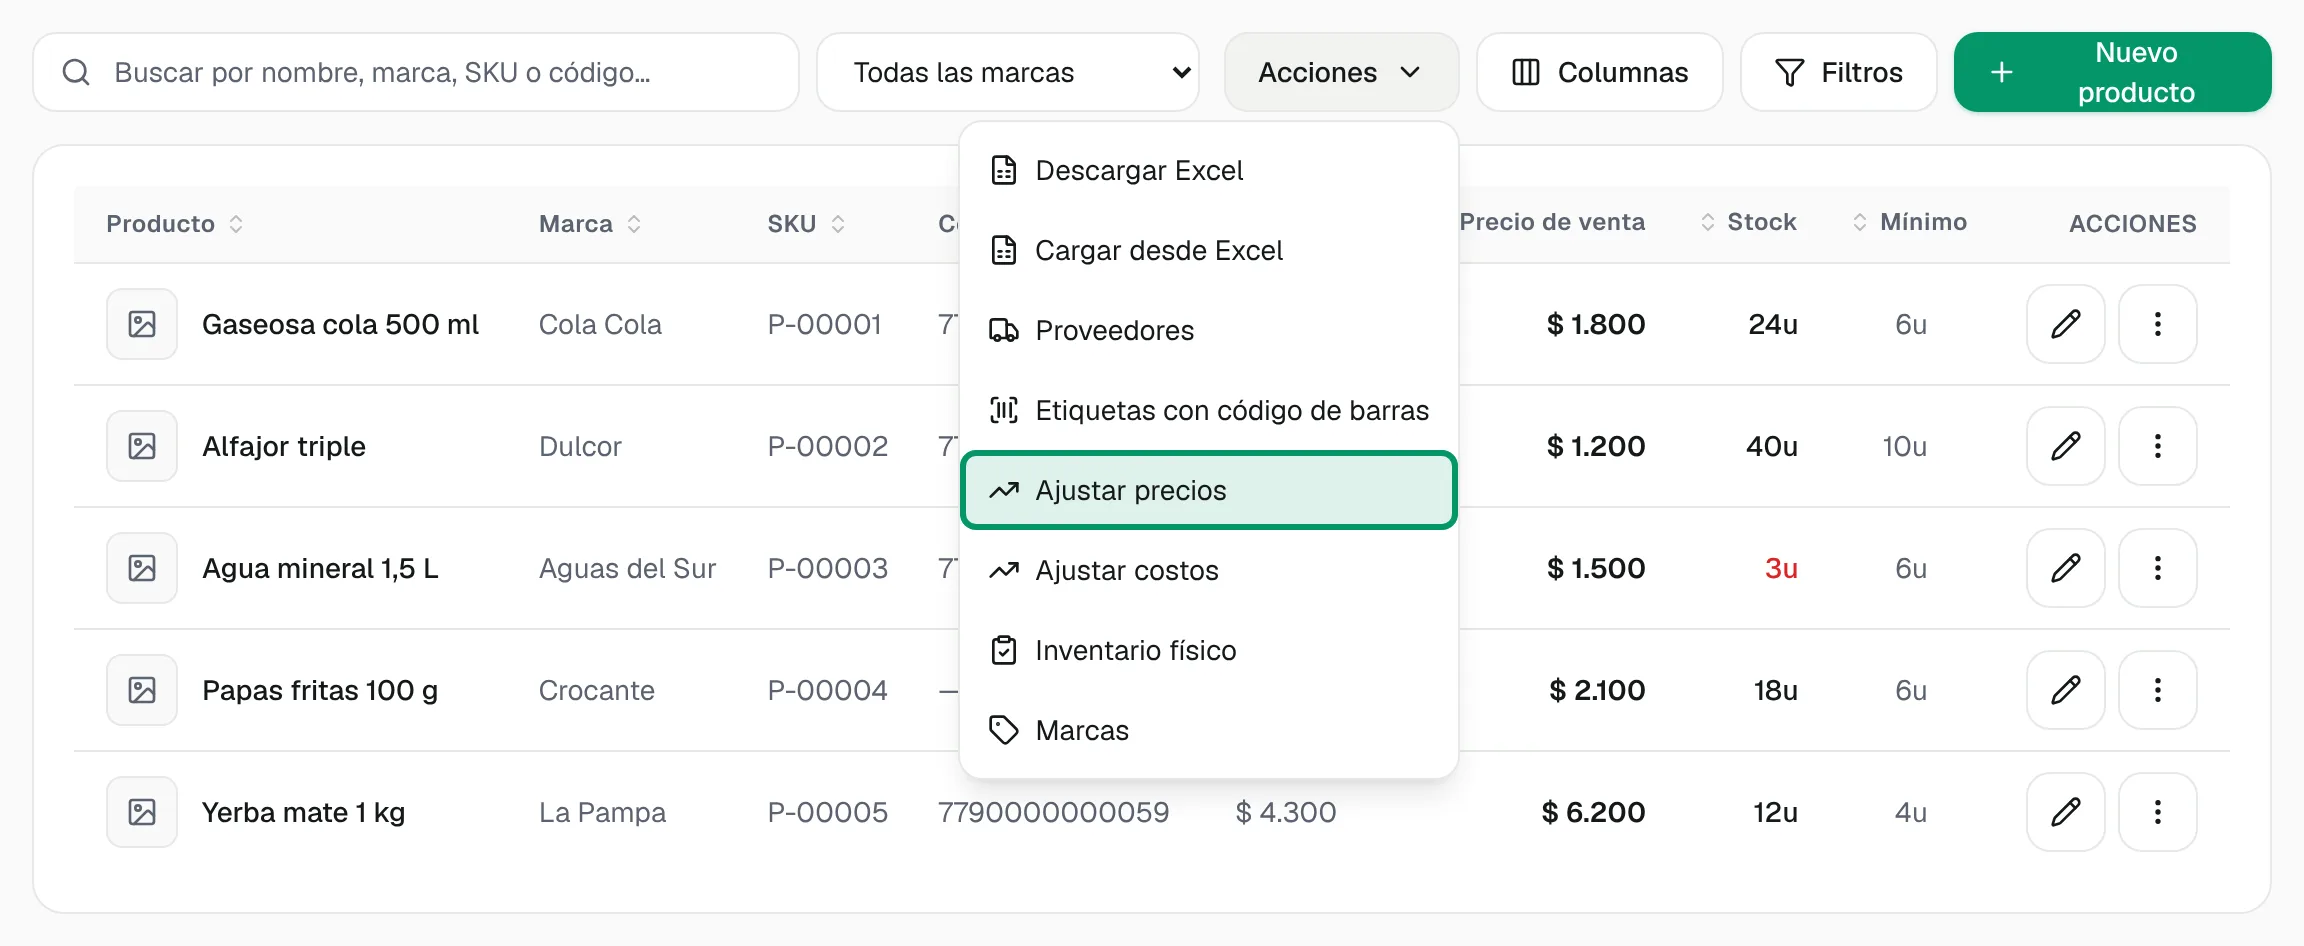 Buscar por nombre, marca, SKU o código...
Todas las marcas
Acciones
Columnas
Filtros
Nuevo
producto
Descargar Excel
Cargar desde Excel
Proveedores
Etiquetas con código de barras
Ajustar precios
Ajustar costos
Inventario físico
Marcas
Producto Marca SKU Precio de venta Stock Mínimo ACCIONES
Gaseosa cola 500 ml Cola Cola P-00001 $ 1.800 24u 6u
Alfajor triple Dulcor P-00002 $ 1.200 40u 10u
Agua mineral 1,5 L Aguas del Sur P-00003 $ 1.500 3u 6u
Papas fritas 100 g Crocante P-00004 — $ 2.100 18u 6u
Yerba mate 1 kg La Pampa P-00005 7790000000059 $ 4.300 $ 6.200 12u 4u